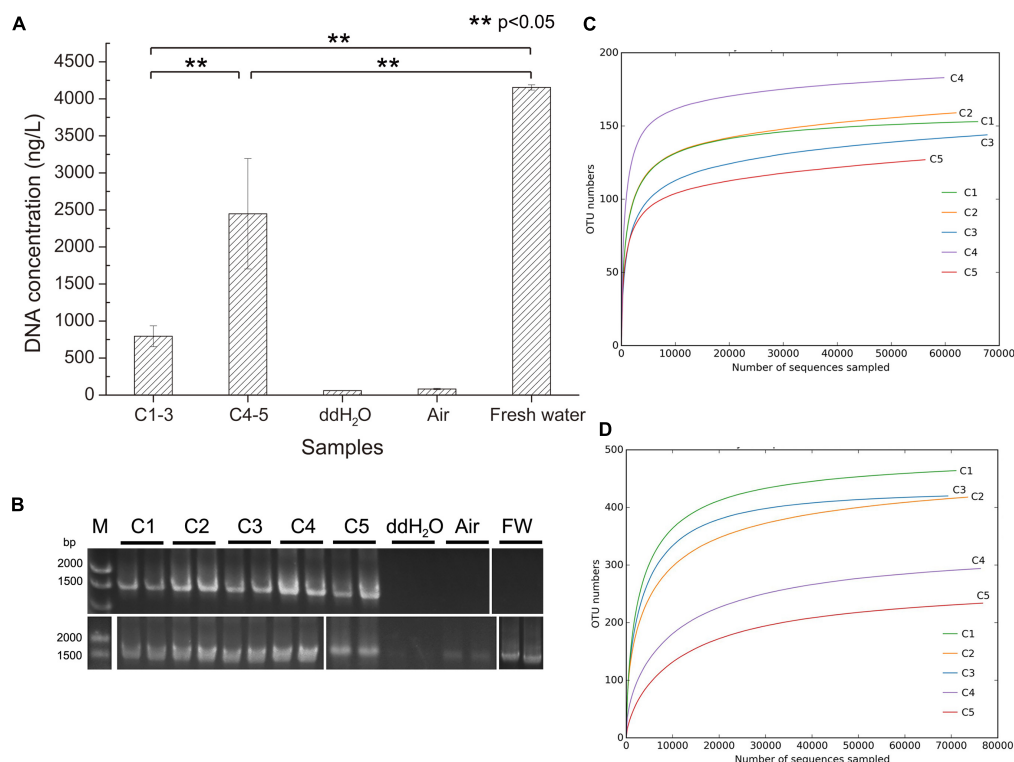 A
** p<0.05
**
** **
DNA concentration (ng/L)
4500
4000
3500
3000
2500
2000
1500
1000
500
0
C1-3 C4-5 ddH₂O Air Fresh water
Samples
B
M C1 C2 C3 C4 C5 ddH₂O Air FW
bp
2000
1500
2000
1500
C
200
150
100
50
0
OTU numbers
C4
C2
C1
C3
C5
C1
C2
C3
C4
C5
0 10000 20000 30000 40000 50000 60000 70000
Number of sequences sampled
D
500
400
300
200
100
0
OTU numbers
C1
C3
C2
C4
C5
C1
C2
C3
C4
C5
0 10000 20000 30000 40000 50000 60000 70000 80000
Number of sequences sampled